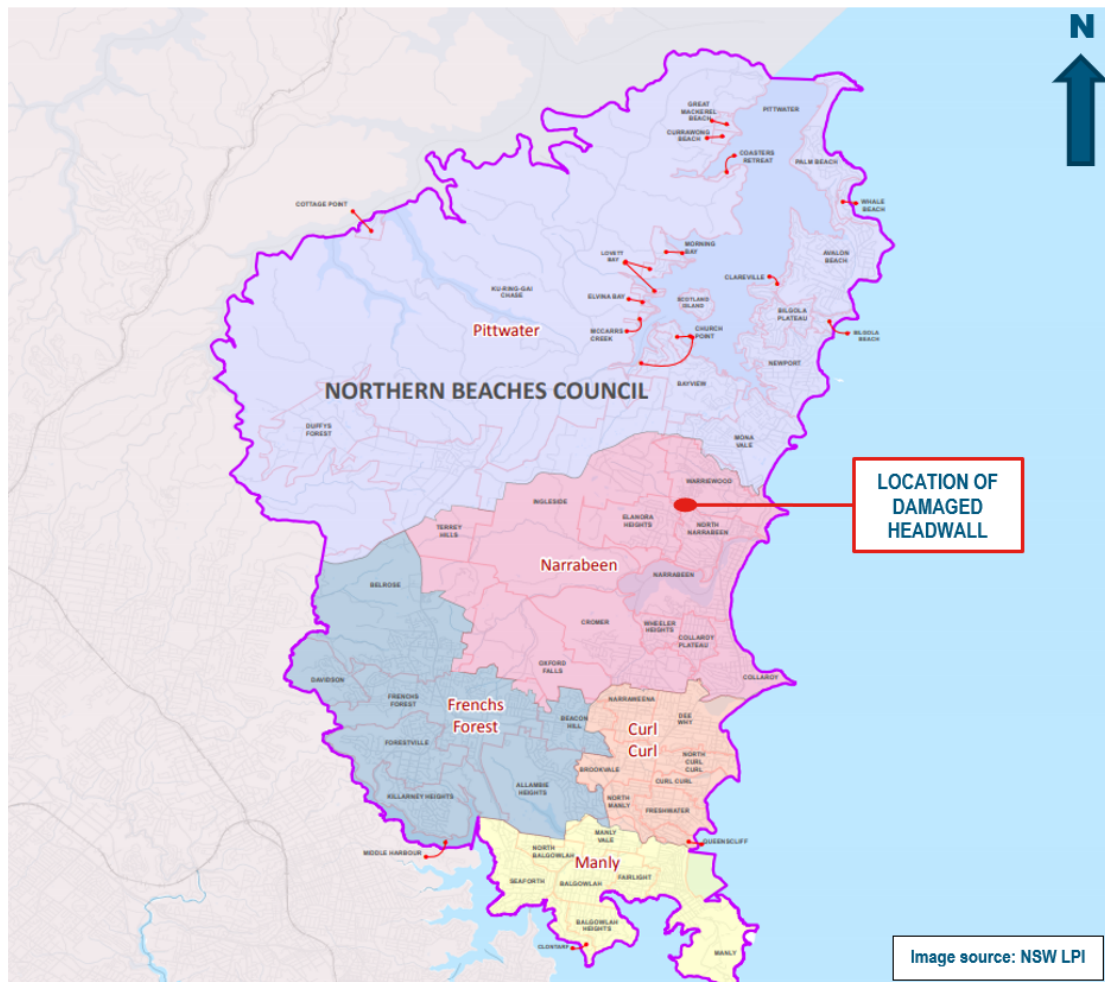 N
GREAT
MACKEREL
BEACH
PITTWATER
CURRAWONG
BEACH
COASTERS
RETREAT
PALM BEACH
COTTAGE POINT
WHALE
BEACH
MORNING
BAY
LOVETT
BAY
AVALON
BEACH
CLAREVILLE
KU-RING-GAI
CHASE
ELVINA BAY
SCOTLAND
ISLAND
BILGOLA
PLATEAU
Pittwater
MCCARRS
CREEK
CHURCH
POINT
BILGOLA
BEACH
NEWPORT
BAYVIEW
NORTHERN BEACHES COUNCIL
DUFFYS
FOREST
MONA
VALE
WARRIEWOOD
LOCATION OF
DAMAGED
HEADWALL
INGLESIDE
ELANORA
HEIGHTS
NORTH
NARRABEEN
TERREY
HILLS
Narrabeen
NARRABEEN
BELROSE
CROMER
WHEELER
HEIGHTS
COLLAROY
PLATEAU
OXFORD
FALLS
COLLAROY
DAVIDSON
FRENCHS
FOREST
Frenchs
Forest
NARRAWEENA
BEACON
HILL
DEE
WHY
Curl
Curl
FORESTVILLE
NORTH
CURL
CURL
BROOKVALE
CURL CURL
KILLARNEY HEIGHTS
ALLAMBIE
HEIGHTS
NORTH
MANLY
FRESHWATER
MIDDLE HARBOUR
MANLY
VALE
QUEENSCLIFF
NORTH
BALGOWLAH
Manly
SEAFORTH
BALGOWLAH
FAIRLIGHT
BALGOWLAH
HEIGHTS
CLONTARF
MANLY
Image source: NSW LPI